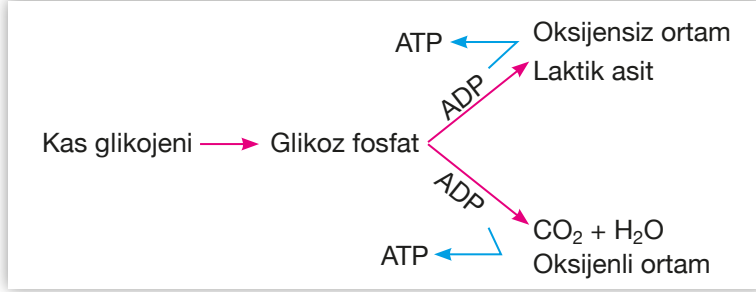 ATP
Oksijensiz ortam
Laktik asit
ADP
Kas glikojeni
Glikoz fosfat
ADP
CO₂ + H₂O
ATP
Oksijenli ortam